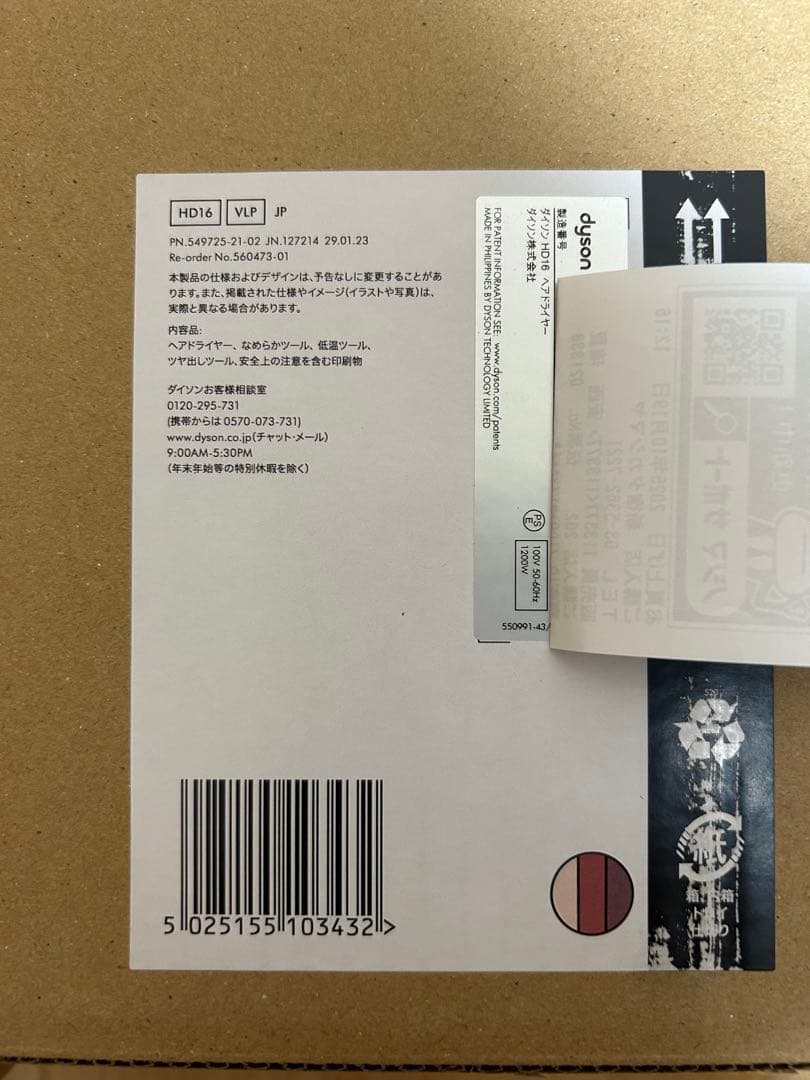 HD16 VLP JP
PN.549725-21-02 JN.127214 29.01.23
Re-order No.560473-01
本製品の仕様およびデザインは、予告なしに変更することがあ
ります。また、掲載された仕様やイメージ(イラストや写真)は、
実際と異なる場合があります。
内容品:
ヘアドライヤー、なめらかツール、低温ツール、
ツヤ出しツール、安全上の注意を含む印刷物
ダイソンお客様相談室
0120-295-731
(携帯からは 0570-073-731)
www.dyson.co.jp(チャット・メール)
9:00AM-5:30PM
(年末年始等の特別休暇を除く)
5 025155 103432 >
dyson
製造番号
ダイソン HD16 ヘアドライヤー
ダイソン株式会社
FOR PATENT INFORMATION SEE: www.dyson.com/patents
MADE IN PHILIPPINES BY DYSON TECHNOLOGY LIMITED
PS
E
100V 50-60Hz
1200W
550991-43/
ノジマ サポート
紙